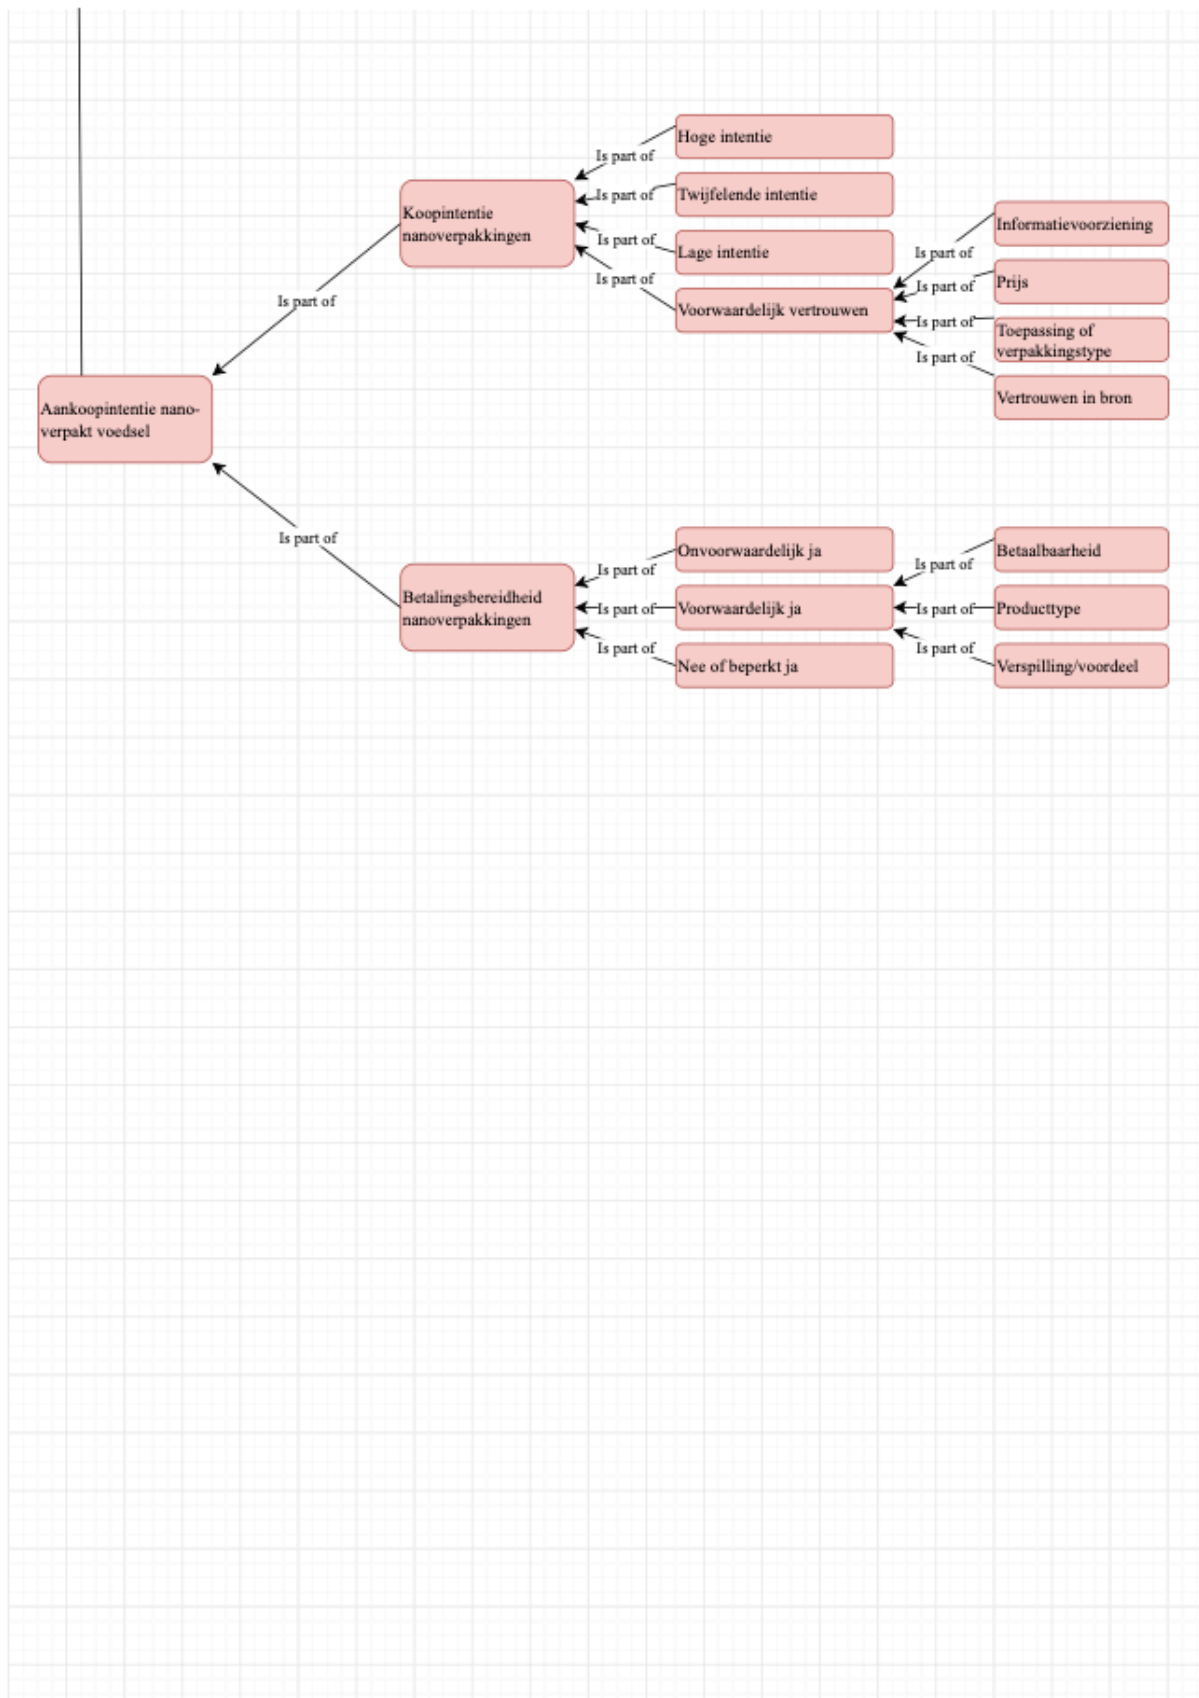 Hoge intentie
Is part of
Twijfelende intentie
Is part of
Koopintentie
nanoverpakkingen
Is part of
Lage intentie
Is part of
Voorwaardelijk vertrouwen
Informatievoorziening
Is part of
Prijs
Is part of
Is part of
Toepassing of
verpakkingstype
Is part of
Vertrouwen in bron
Is part of
Aankoopintentie nano-
verpakt voedsel
Is part of
Onvoorwaardelijk ja
Is part of
Betalingsbereidheid
nanoverpakkingen
Is part of
Voorwaardelijk ja
Is part of
Nee of beperkt ja
Betaalbaarheid
Is part of
Is part of
Producttype
Is part of
Verspilling/voordeel